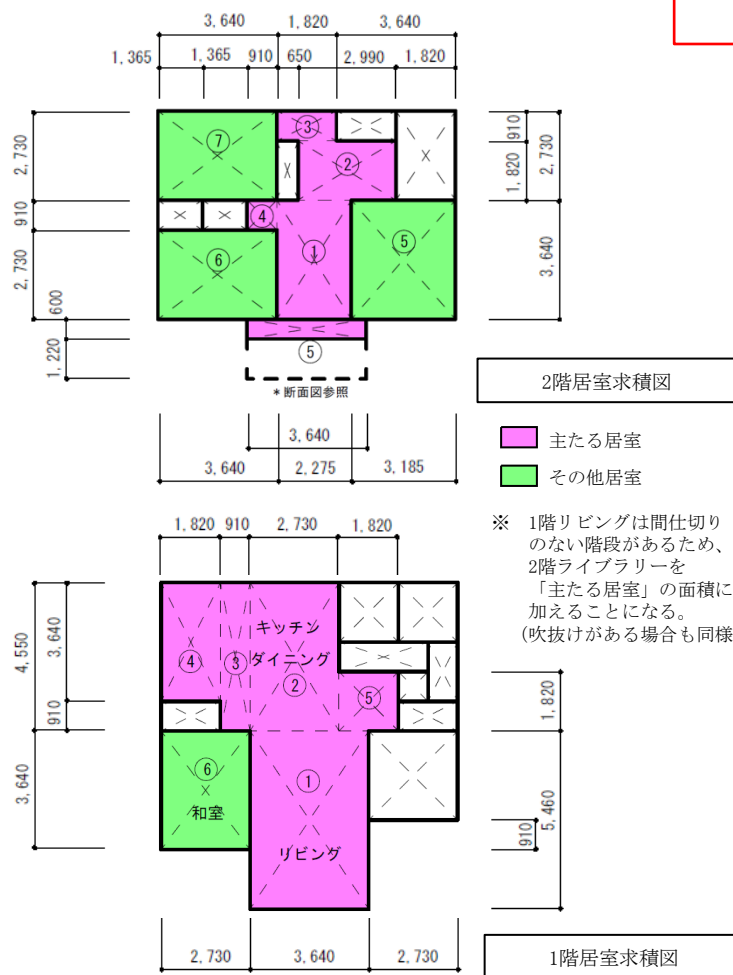 3,640 1,820 3,640
1,365 1,365 910 650 2,990 1,820
2,730
910
2,730
600
1,220
910
1,820
2,730
3,640
⑦
③
②
④
⑥
①
⑤
⑤
*断面図参照
3,640
3,640 2,275 3,185
2階居室求積図
主たる居室
その他居室
※ 1階リビングは間仕切り
のない階段があるため、
2階ライブラリーを
「主たる居室」の面積に
加えることになる。
(吹抜けがある場合も同様
1,820 910 2,730 1,820
4,550
3,640
910
3,640
1,820
5,460
910
キッチン
ダイニング
④
③
②
⑤
⑥
和室
①
リビング
2,730 3,640 2,730
1階居室求積図